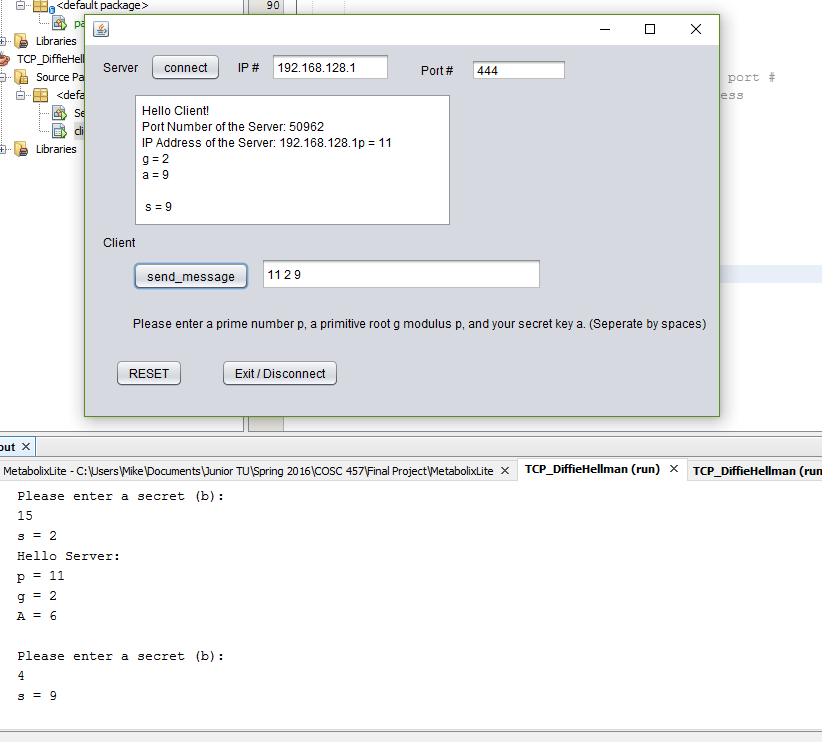 <default package>
90
pa
Libraries
TCP_DiffieHell
Source Pa
<defa
Se
cli
Libraries
port #
ess
Server
connect
IP #
192.168.128.1
Port #
444
Hello Client!
Port Number of the Server: 50962
IP Address of the Server: 192.168.128.1p = 11
g = 2
a = 9
s = 9
Client
send_message
11 2 9
Please enter a prime number p, a primitive root g modulus p, and your secret key a. (Seperate by spaces)
RESET
Exit / Disconnect
out
MetabolixLite - C:\Users\Mike\Documents\Junior TU\Spring 2016\COSC 457\Final Project\MetabolixLite
TCP_DiffieHellman (run)
TCP_DiffieHellman (run
Please enter a secret (b):
15
s = 2
Hello Server:
p = 11
g = 2
A = 6
Please enter a secret (b):
4
s = 9